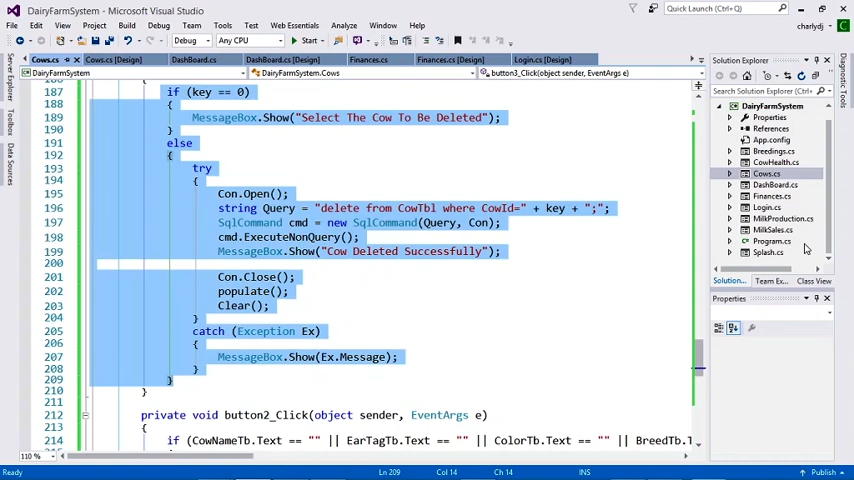 DairyFarmSystem - Microsoft Visual Studio
Quick Launch (Ctrl+Q)
File Edit View Project Build Debug Team Tools Test Web Essentials Analyze Window Help
charlydj
Debug Any CPU Start
Cows.cs Cows.cs [Design] DashBoard.cs DashBoard.cs [Design] Finances.cs Finances.cs [Design] Login.cs [Design]
DairyFarmSystem DairyFarmSystem.Cows button3_Click(object sender, EventArgs e)
Server Explorer
Toolbox
Data Sources
187 if (key == 0)
188 {
189 MessageBox.Show("Select The Cow To Be Deleted");
190 }
191 else
192 {
193 try
194 {
195 Con.Open();
196 string Query = "delete from CowTbl where CowId=" + key + ";";
197 SqlCommand cmd = new SqlCommand(Query, Con);
198 cmd.ExecuteNonQuery();
199 MessageBox.Show("Cow Deleted Successfully");
200
201 Con.Close();
202 populate();
203 Clear();
204 }
205 catch (Exception Ex)
206 {
207 MessageBox.Show(Ex.Message);
208 }
209 }
210 }
211
212 private void button2_Click(object sender, EventArgs e)
213 {
214 if (CowNameTb.Text == "" || EarTagTb.Text == "" || ColorTb.Text == "" || BreedTb.T
110 %
Solution Explorer
Search Solution Explorer (Ctrl+
DairyFarmSystem
Properties
References
App.config
Breedings.cs
CowHealth.cs
Cows.cs
DashBoard.cs
Finances.cs
Login.cs
MilkProduction.cs
MilkSales.cs
Program.cs
Splash.cs
Solution... Team Ex... Class View
Properties
Diagnostic Tools
Ready Ln 209 Col 14 Ch 14 INS Publish